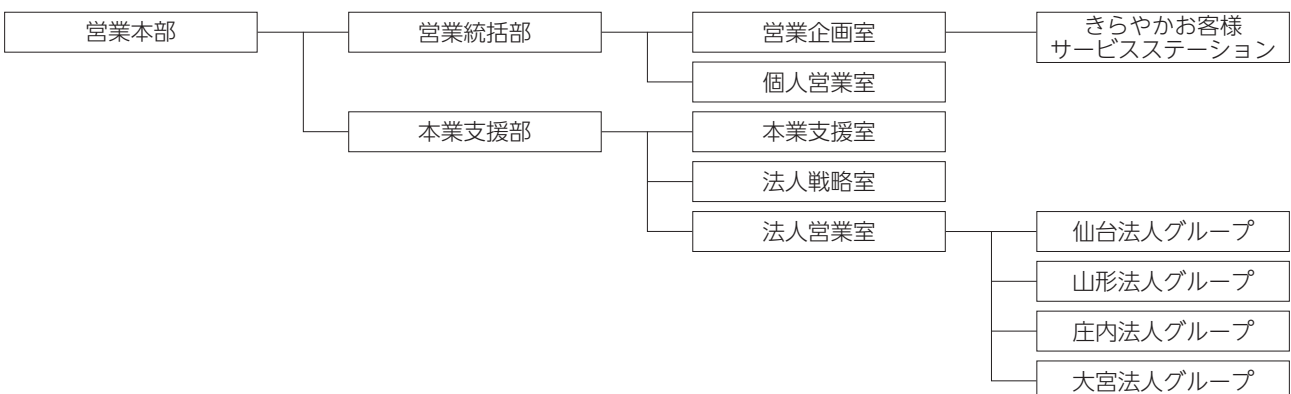 営業本部
営業統括部
営業企画室
きらやかお客様
サービスステーション
個人営業室
本業支援部
本業支援室
法人戦略室
法人営業室
仙台法人グループ
山形法人グループ
庄内法人グループ
大宮法人グループ